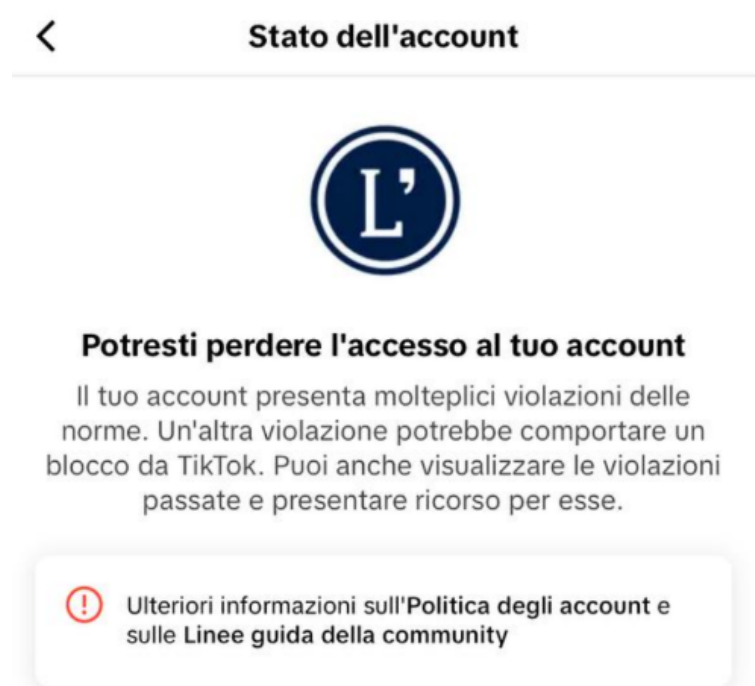 Stato dell'account
L'
Potresti perdere l'accesso al tuo account
Il tuo account presenta molteplici violazioni delle
norme. Un'altra violazione potrebbe comportare un
blocco da TikTok. Puoi anche visualizzare le violazioni
passate e presentare ricorso per esse.
Ulteriori informazioni sull'Politica degli account e
sulle Linee guida della community